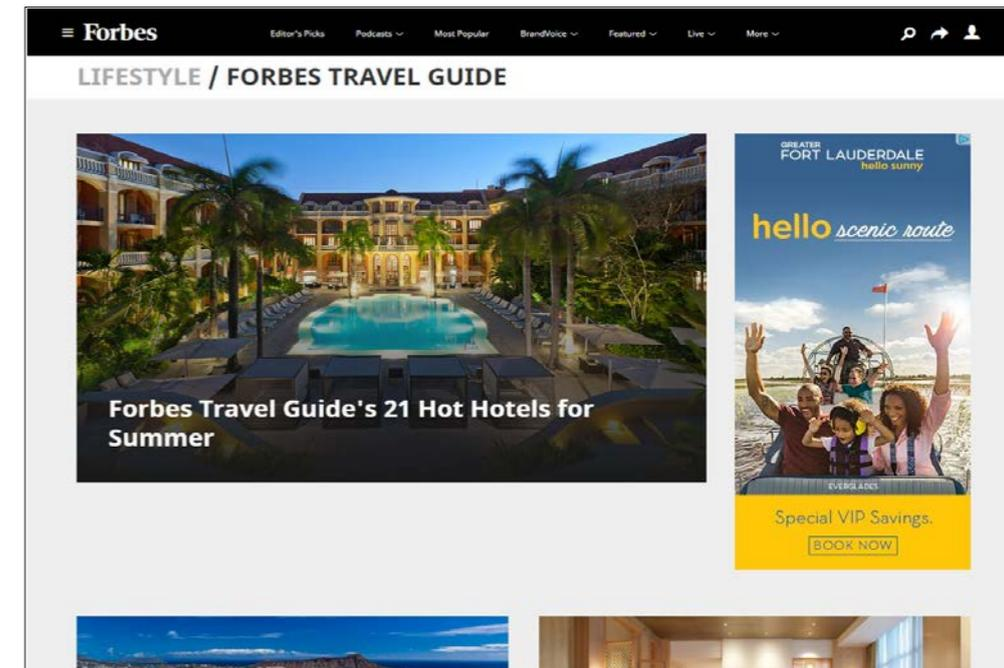 Forbes
Editor's Picks Podcasts Most Popular BrandVoice Featured Live More
LIFESTYLE / FORBES TRAVEL GUIDE
Forbes Travel Guide's 21 Hot Hotels for
Summer
GREATER
FORT LAUDERDALE
hello sunny
hello scenic route
EVERGLADES
Special VIP Savings.
BOOK NOW